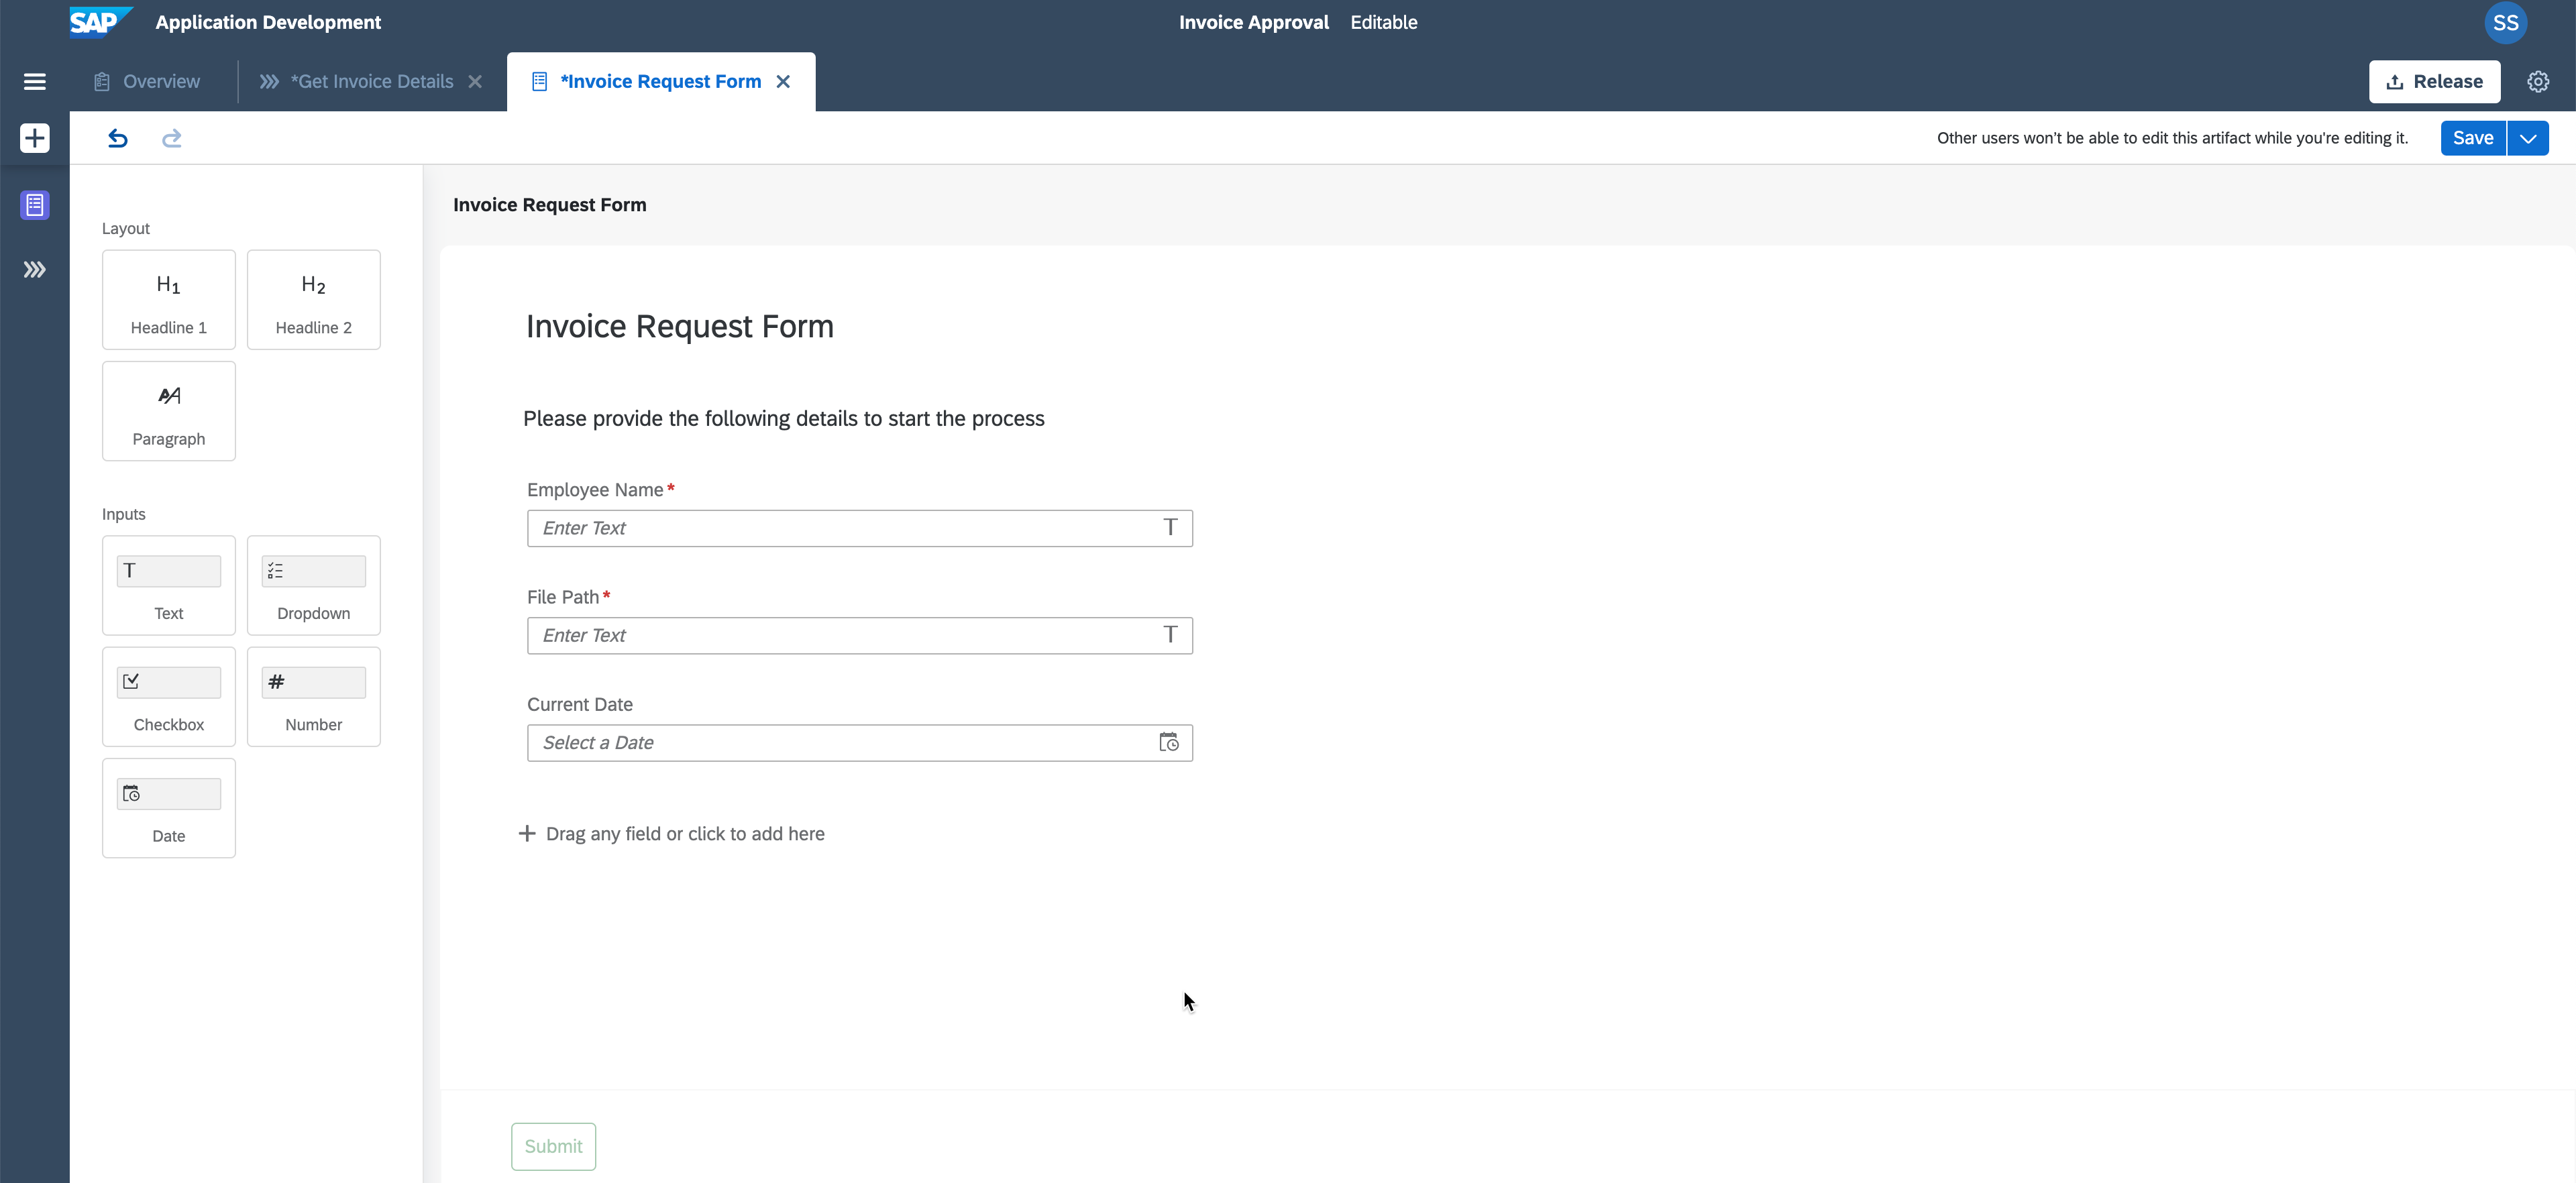 SAP Application Development
Invoice Approval Editable
SS
Overview
*Get Invoice Details
*Invoice Request Form
Release
Other users won't be able to edit this artifact while you're editing it.
Save
Layout
H1
Headline 1
H2
Headline 2
AA
Paragraph
Inputs
T
Text
Dropdown
Checkbox
#
Number
Date
Invoice Request Form
Invoice Request Form
Please provide the following details to start the process
Employee Name*
Enter Text T
File Path*
Enter Text T
Current Date
Select a Date
+ Drag any field or click to add here
Submit